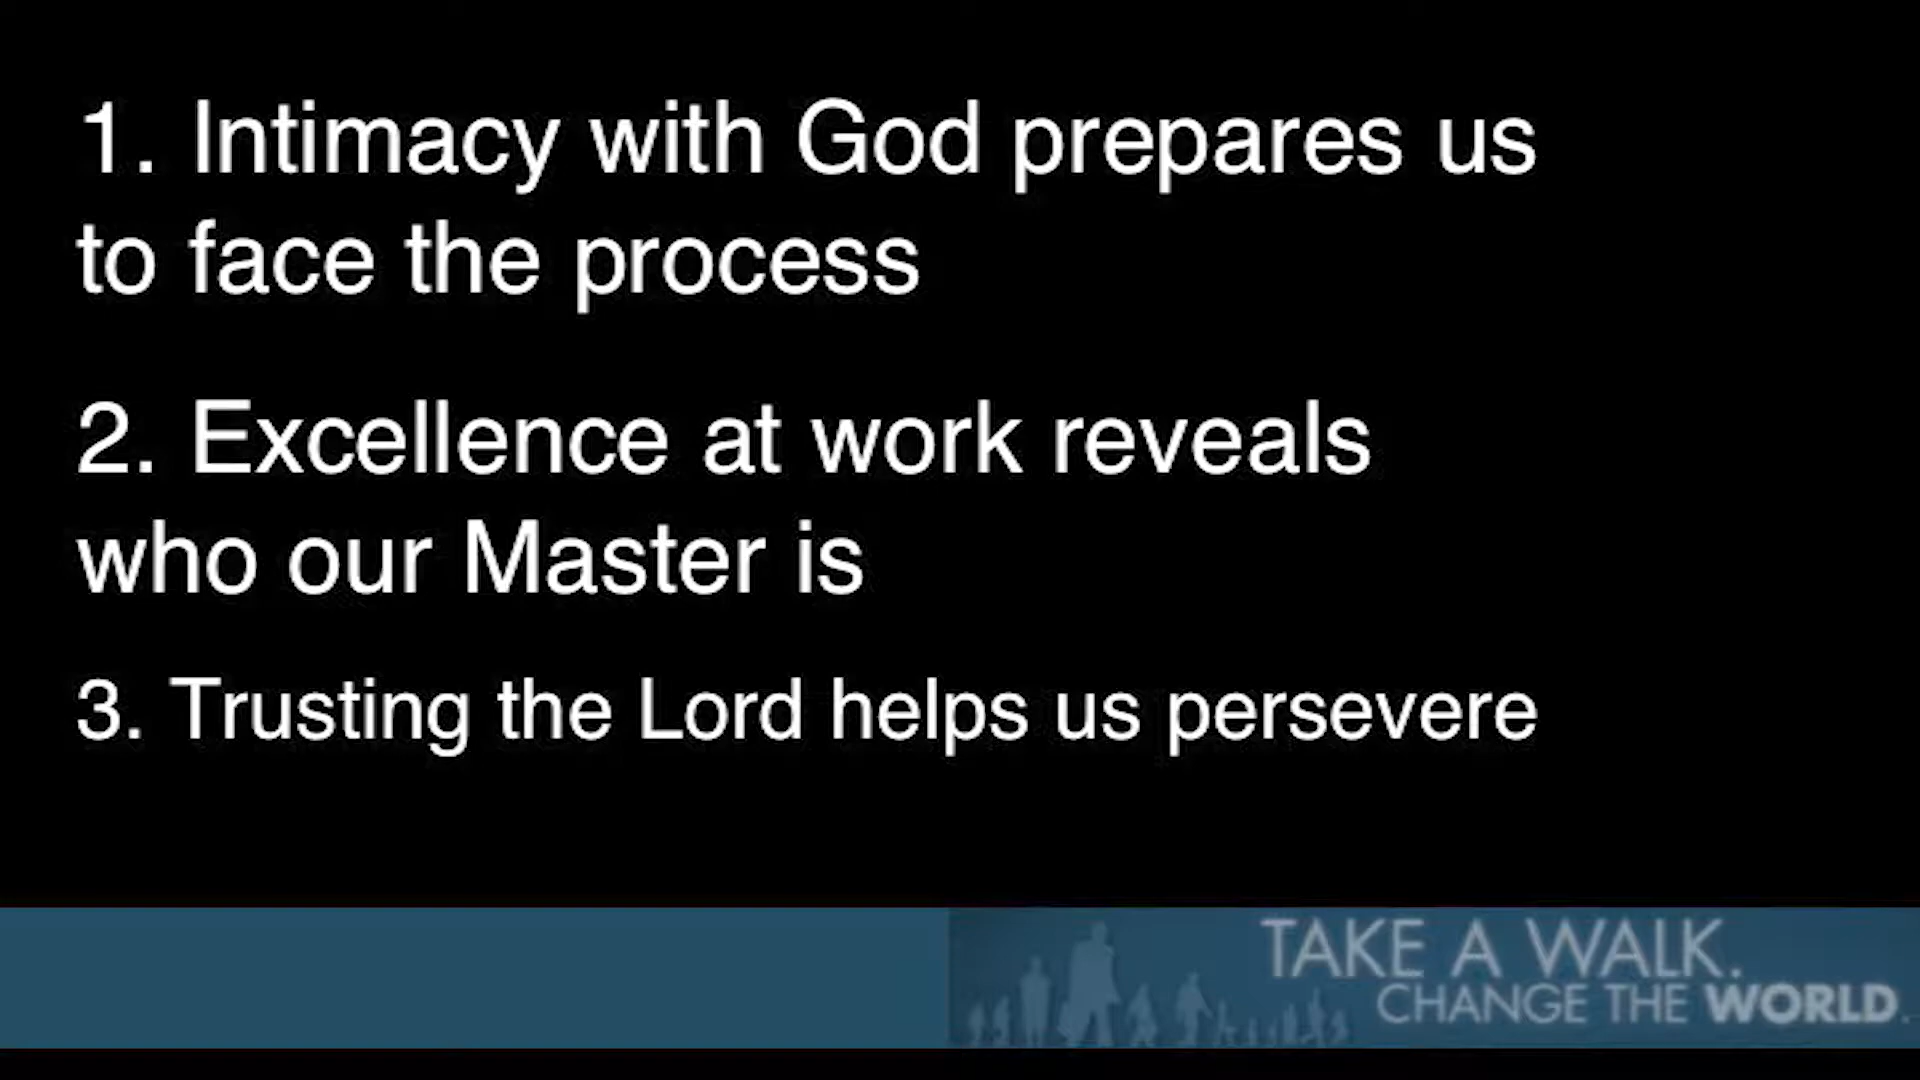 1. Intimacy with God prepares us
to face the process
2. Excellence at work reveals
who our Master is
3. Trusting the Lord helps us persevere
TAKE A WALK.
CHANGE THE WORLD.